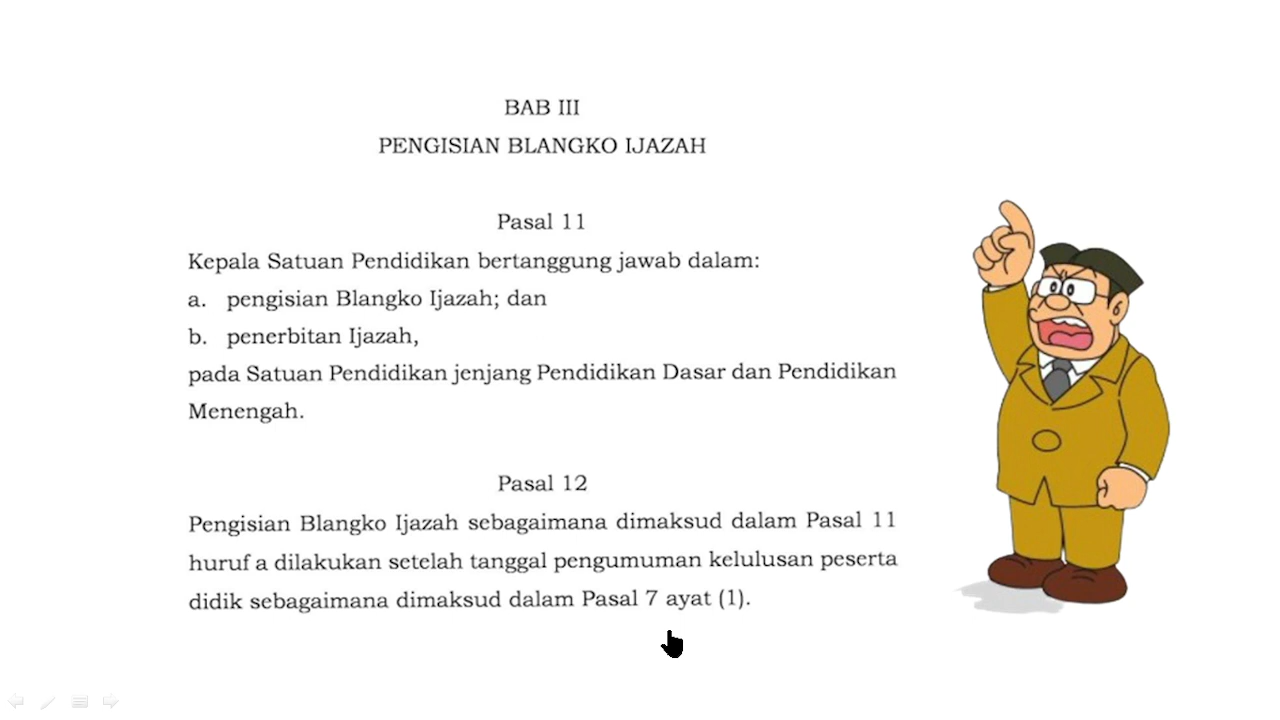 BAB III
PENGISIAN BLANGKO IJAZAH
Pasal 11
Kepala Satuan Pendidikan bertanggung jawab dalam:
a. pengisian Blangko Ijazah; dan
b. penerbitan Ijazah,
pada Satuan Pendidikan jenjang Pendidikan Dasar dan Pendidikan
Menengah.
Pasal 12
Pengisian Blangko Ijazah sebagaimana dimaksud dalam Pasal 11
huruf a dilakukan setelah tanggal pengumuman kelulusan peserta
didik sebagaimana dimaksud dalam Pasal 7 ayat (1).